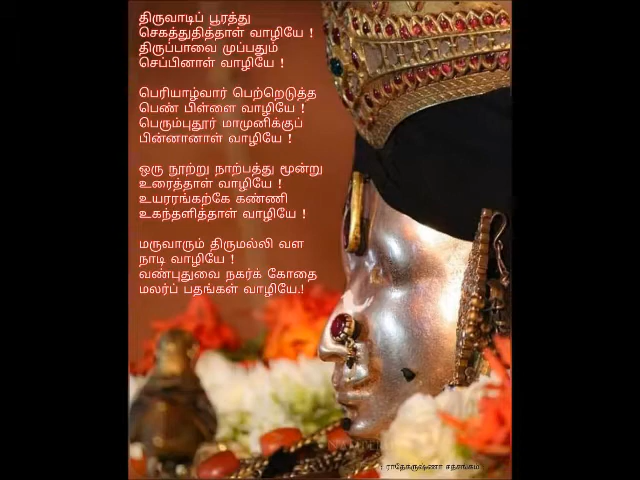 திருவாடிப் பூரத்து
செகத்துதித்தாள் வாழியே !
திருப்பாவை முப்பதும்
செப்பினாள் வாழியே !
பெரியாழ்வார் பெற்றெடுத்த
பெண் பிள்ளை வாழியே !
பெரும்புதூர் மாமுனிக்குப்
பின்னானாள் வாழியே !
ஒரு நூற்று நாற்பத்து மூன்று
உரைத்தாள் வாழியே !
உயரரங்கற்கே கண்ணி
உகந்தளித்தாள் வாழியே !
மருவாரும் திருமல்லி வள
நாடி வாழியே !
வண்புதுவை நகர்க் கோதை
மலர்ப் பதங்கள் வாழியே.!